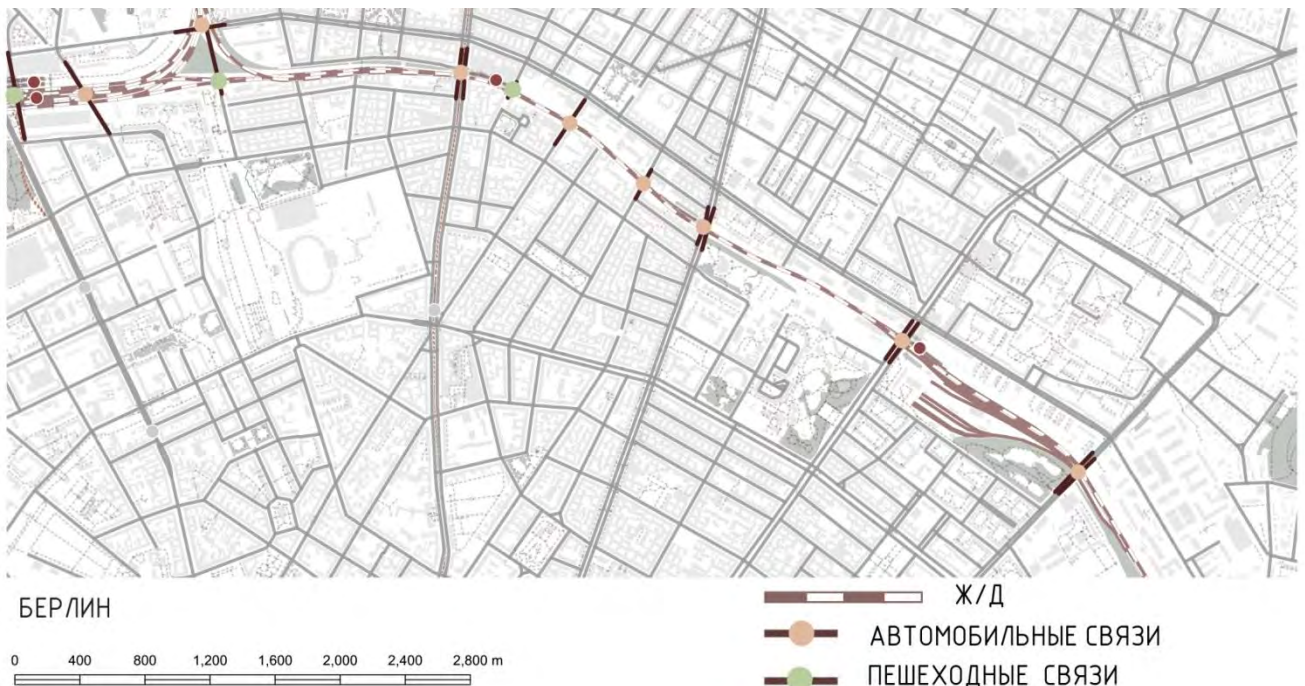 БЕРЛИН
0 400 800 1,200 1,600 2,000 2,400 2,800 m
Ж/Д
АВТОМОБИЛЬНЫЕ СВЯЗИ
ПЕШЕХОДНЫЕ СВЯЗИ